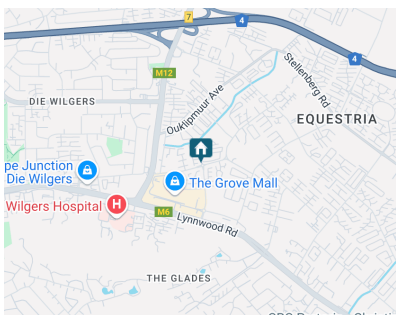 7
4
4
M12
Stellenberg Rd
DIE WILGERS
Ouklipmuur Ave
EQUESTRIA
pe Junction
Die Wilgers
The Grove Mall
Wilgers Hospital
H
M6
Lynnwood Rd
THE GLADES